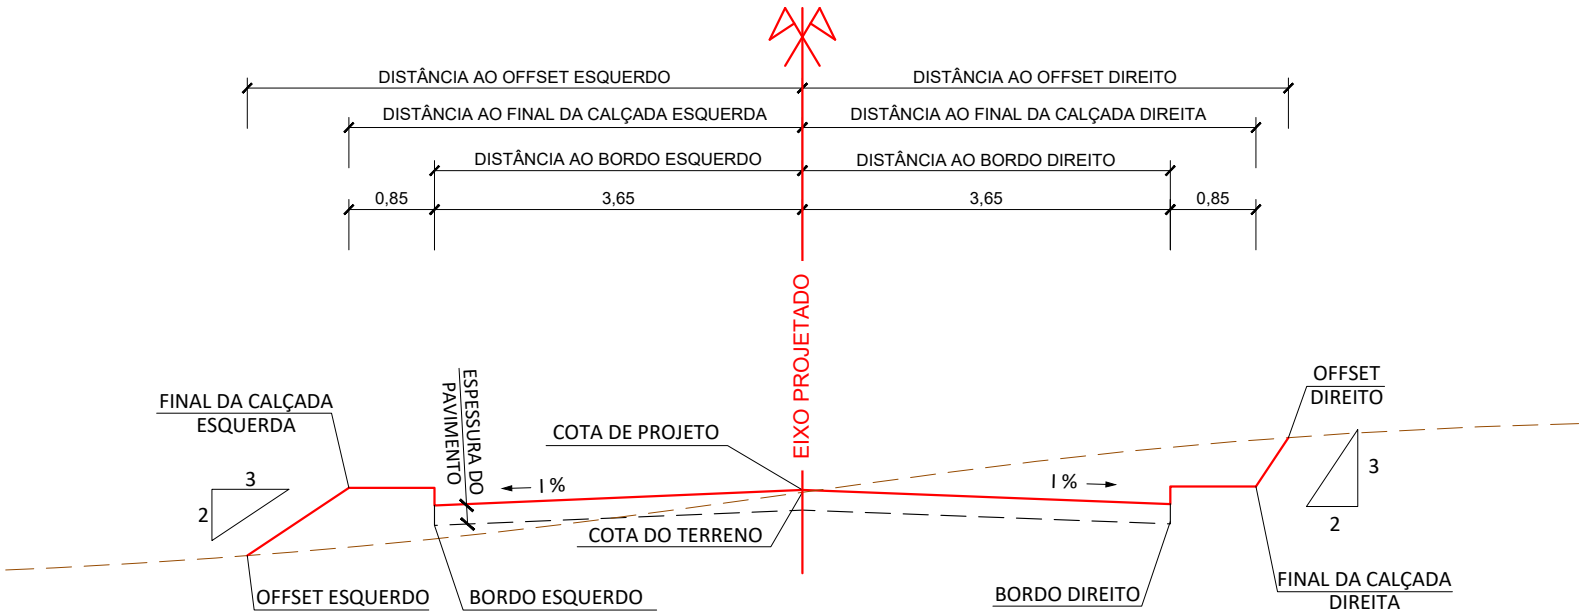 DISTÂNCIA AO OFFSET ESQUERDO
DISTÂNCIA AO OFFSET DIREITO
DISTÂNCIA AO FINAL DA CALÇADA ESQUERDA
DISTÂNCIA AO FINAL DA CALÇADA DIREITA
DISTÂNCIA AO BORDO ESQUERDO
DISTÂNCIA AO BORDO DIREITO
0,85
3,65
3,65
0,85
EIXO PROJETADO
FINAL DA CALÇADA
ESQUERDA
ESPESSURA DO
PAVIMENTO
COTA DE PROJETO
OFFSET
DIREITO
3
2
I %
I %
3
2
COTA DO TERRENO
OFFSET ESQUERDO
BORDO ESQUERDO
BORDO DIREITO
FINAL DA CALÇADA
DIREITA